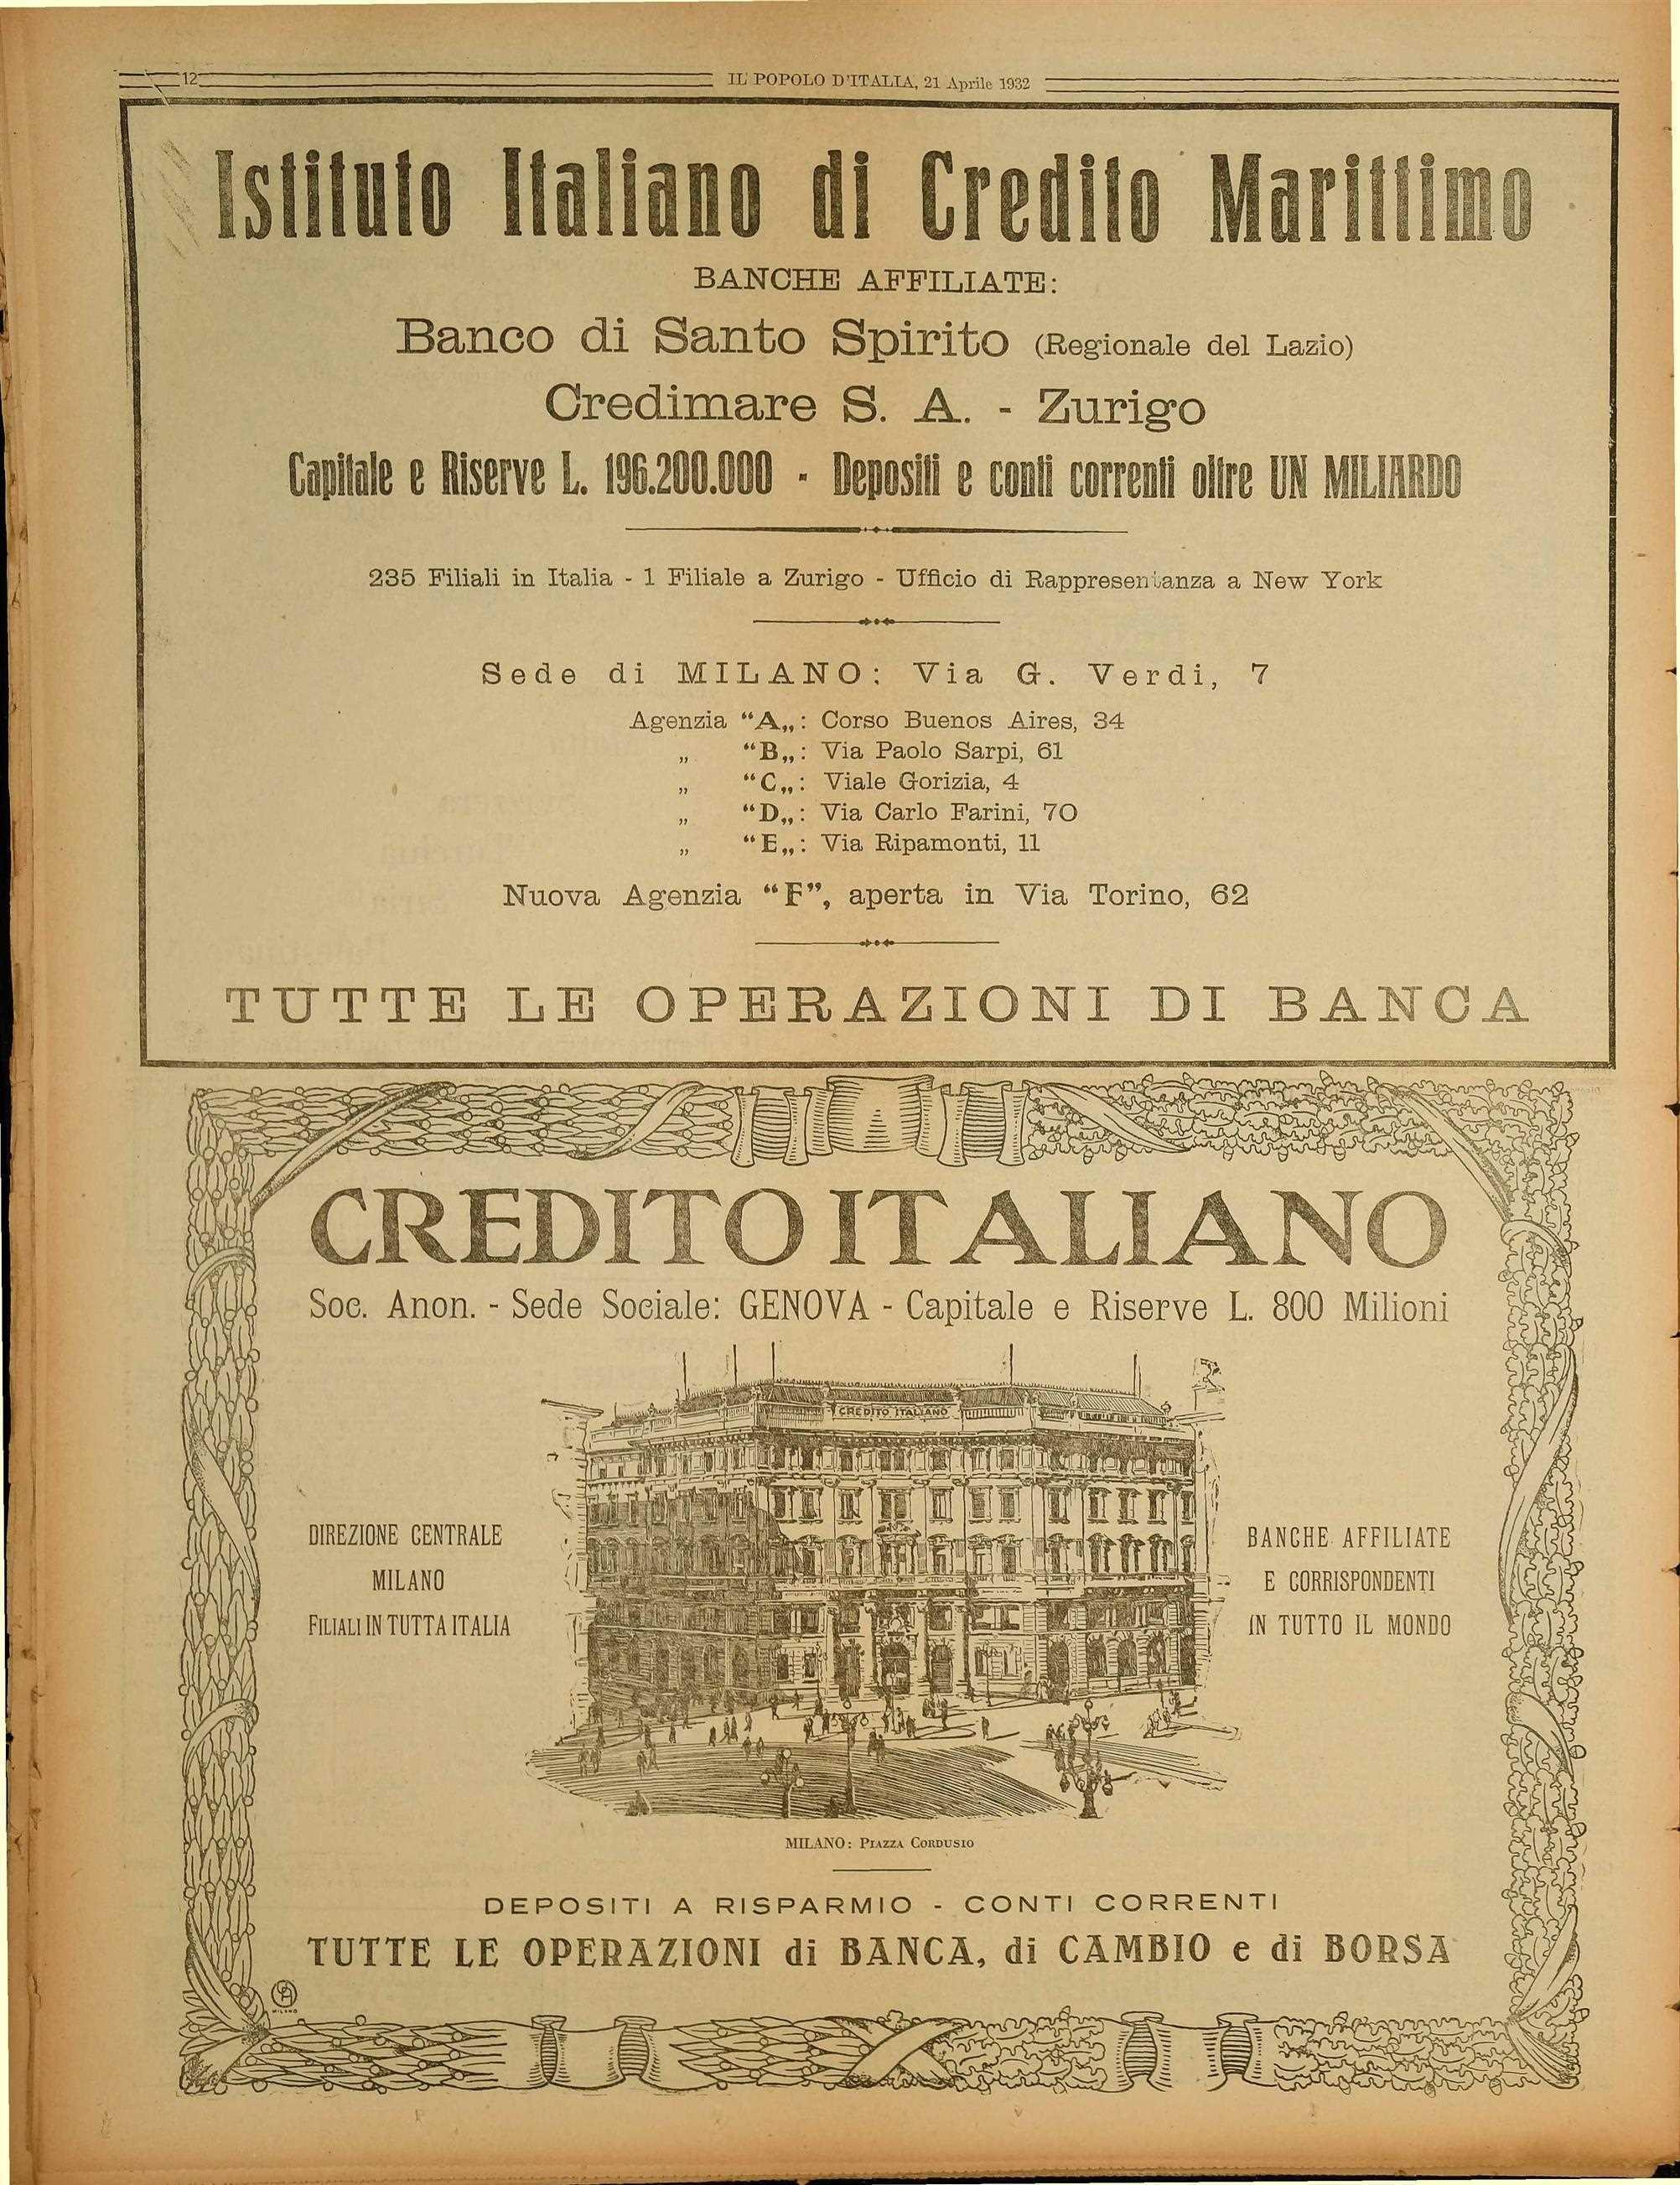 12
IL POPOLO D'ITALIA, 21 Aprile 1932
Istituto Italiano di Credito Marittimo
BANCHE AFFILIATE:
Banco di Santo Spirito (Regionale del Lazio)
Credimare S. A. - Zurigo
Capitale e Riserve L. 196.200.000 - Depositi e conti correnti oltre UN MILIARDO
235 Filiali in Italia - 1 Filiale a Zurigo - Ufficio di Rappresentanza a New York
Sede di MILANO: Via G. Verdi, 7
Agenzia “A„: Corso Buenos Aires, 34
„ “B„: Via Paolo Sarpi, 61
„ “C„: Viale Gorizia, 4
„ “D„: Via Carlo Farini, 70
„ “E„: Via Ripamonti, 11
Nuova Agenzia “F”, aperta in Via Torino, 62
TUTTE LE OPERAZIONI DI BANCA
CREDITO ITALIANO
Soc. Anon. - Sede Sociale: GENOVA - Capitale e Riserve L. 800 Milioni
CREDITO ITALIANO
DIREZIONE CENTRALE
MILANO
FILIALI IN TUTTA ITALIA
BANCHE AFFILIATE
E CORRISPONDENTI
IN TUTTO IL MONDO
MILANO: PIAZZA CORDUSIO
DEPOSITI A RISPARMIO - CONTI CORRENTI
TUTTE LE OPERAZIONI di BANCA, di CAMBIO e di BORSA
MILANO